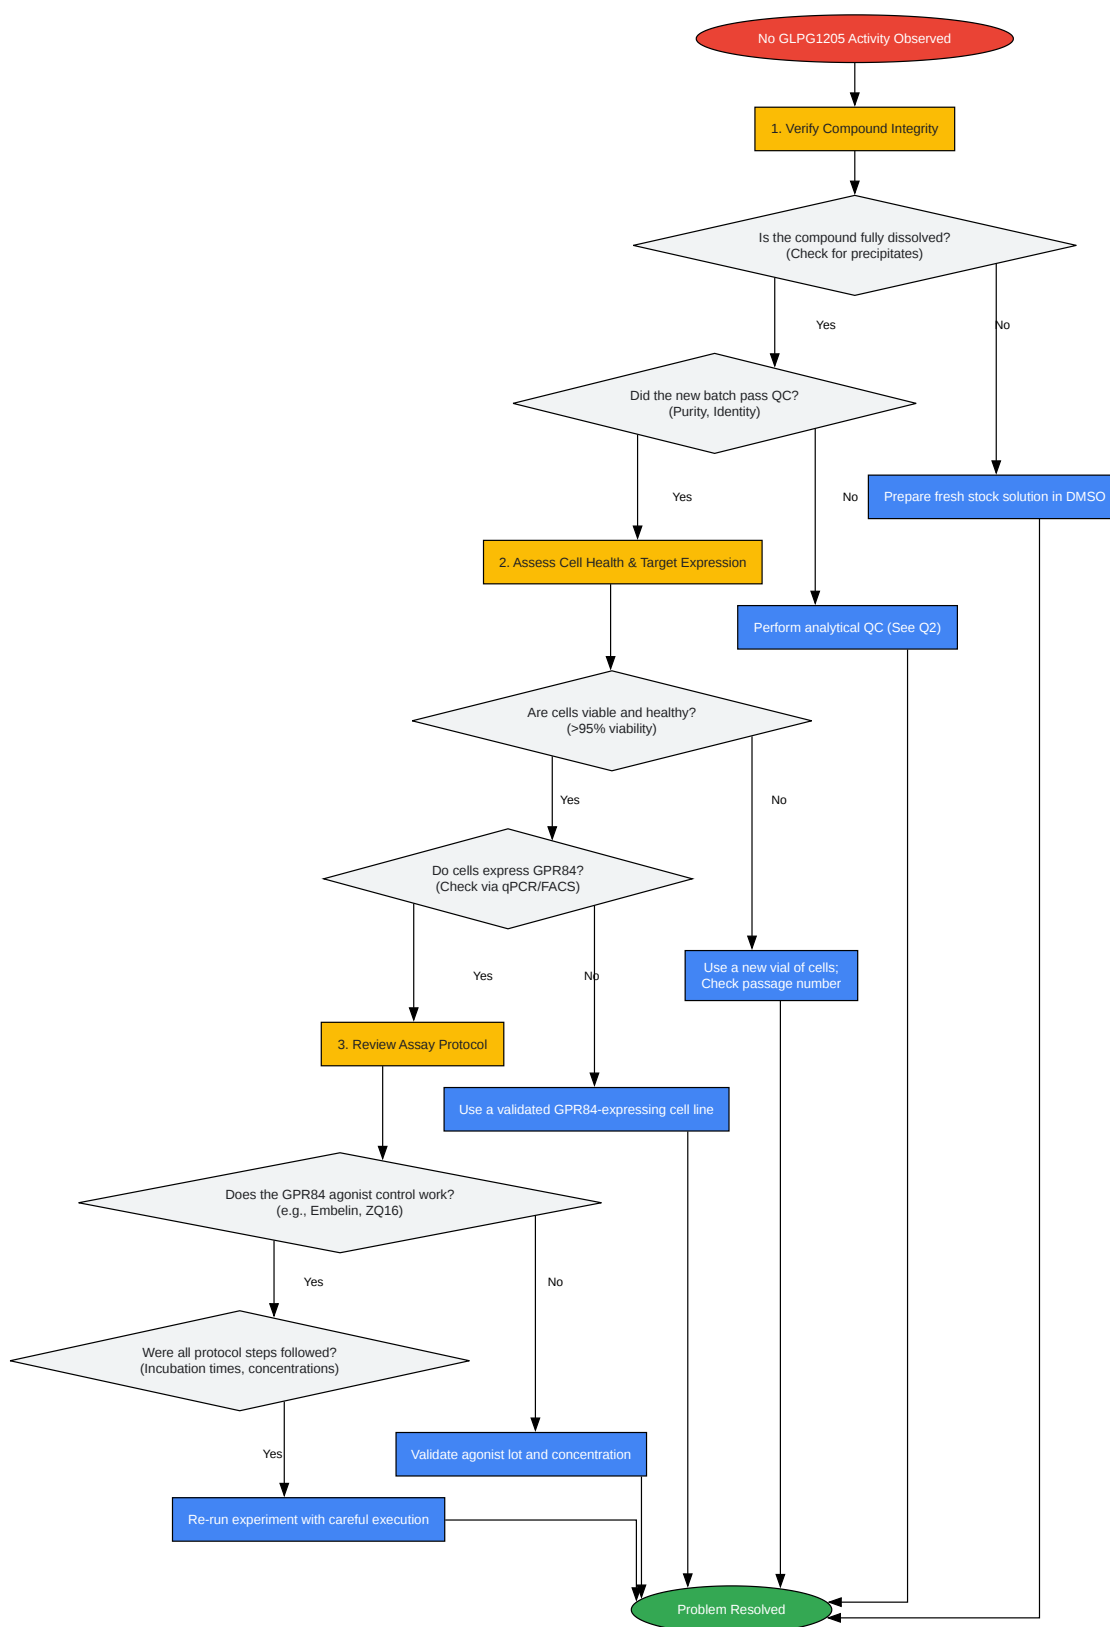 No GLPG1205 Activity Observed
1. Verify Compound Integrity
Is the compound fully dissolved?
(Check for precipitates)
Yes
No
Did the new batch pass QC?
(Purity, Identity)
Yes
No
Prepare fresh stock solution in DMSO
2. Assess Cell Health & Target Expression
Perform analytical QC (See Q2)
Are cells viable and healthy?
(>95% viability)
Yes
No
Do cells express GPR84?
(Check via qPCR/FACS)
Yes
No
Use a new vial of cells;
Check passage number
3. Review Assay Protocol
Use a validated GPR84-expressing cell line
Does the GPR84 agonist control work?
(e.g., Embelin, ZQ16)
Yes
No
Were all protocol steps followed?
(Incubation times, concentrations)
Yes
Validate agonist lot and concentration
Re-run experiment with careful execution
Problem Resolved